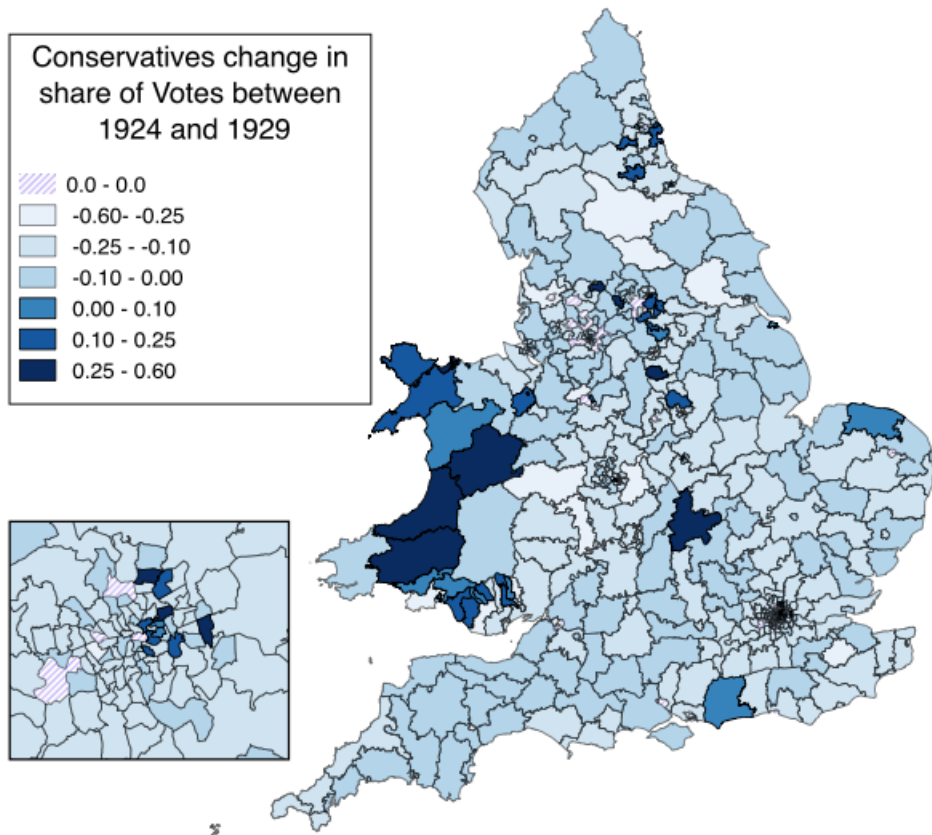 Conservatives change in
share of Votes between
1924 and 1929
0.0 - 0.0
-0.60- -0.25
-0.25 - -0.10
-0.10 - 0.00
0.00 - 0.10
0.10 - 0.25
0.25 - 0.60